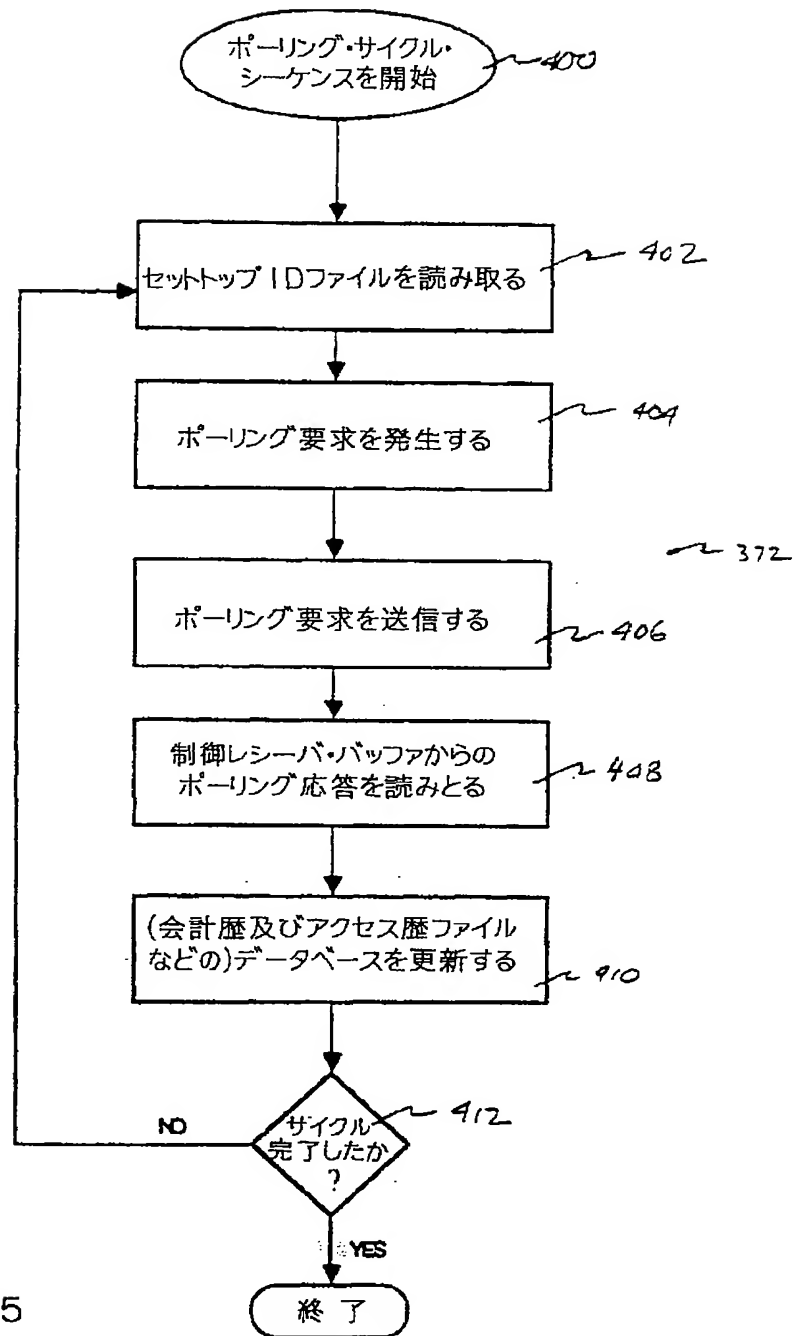 ポーリング・サイクル・
シーケンスを開始
400
セットトップIDファイルを読み取る
402
ポーリング要求を発生する
404
372
ポーリング要求を送信する
406
制御レシーバ・バッファからの
ポーリング応答を読みとる
408
(会計歴及びアクセス歴ファイル
などの)データベースを更新する
410
サイクル
完了したか
?
412
NO
YES
終了
5